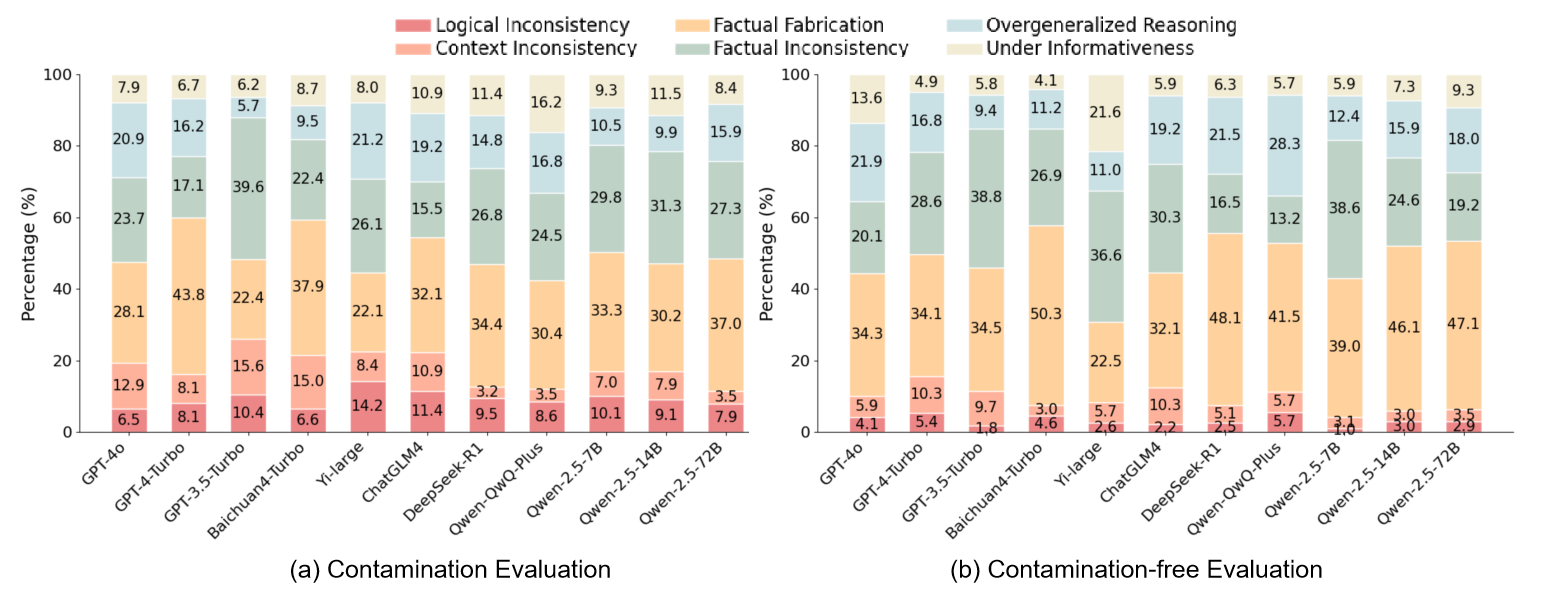 Logical Inconsistency Factual Fabrication Overgeneralized Reasoning
Context Inconsistency Factual Inconsistency Under Informativeness
Percentage (%)
100
80
60
40
20
0
7.9 6.7 6.2 8.7 8.0 10.9 11.4 16.2 9.3 11.5 8.4
20.9 16.2 5.7 9.5 21.2 19.2 14.8 16.8 10.5 9.9 15.9
23.7 17.1 39.6 22.4 26.1 15.5 26.8 24.5 29.8 31.3 27.3
28.1 43.8 22.4 37.9 22.1 32.1 34.4 30.4 33.3 30.2 37.0
12.9 8.1 15.6 15.0 8.4 10.9 3.2 3.5 7.0 7.9 3.5
6.5 8.1 10.4 6.6 14.2 11.4 9.5 8.6 10.1 9.1 7.9
GPT-4o
GPT-4-Turbo
GPT-3.5-Turbo
Baichuan4-Turbo
Yi-large
ChatGLM4
DeepSeek-R1
Qwen-QwQ-Plus
Qwen-2.5-7B
Qwen-2.5-14B
Qwen-2.5-72B
(a) Contamination Evaluation
Percentage (%)
100
80
60
40
20
0
13.6 4.9 5.8 4.1 21.6 5.9 6.3 5.7 5.9 7.3 9.3
21.9 16.8 9.4 11.2 11.0 19.2 21.5 28.3 12.4 15.9 18.0
20.1 28.6 38.8 26.9 36.6 30.3 16.5 13.2 38.6 24.6 19.2
34.3 34.1 34.5 50.3 22.5 32.1 48.1 41.5 39.0 46.1 47.1
5.9 10.3 9.7 3.0 5.7 10.3 5.1 5.7 3.1 3.0 3.5
4.1 5.4 1.8 4.6 2.6 2.2 2.5 5.7 1.0 3.0 2.9
GPT-4o
GPT-4-Turbo
GPT-3.5-Turbo
Baichuan4-Turbo
Yi-large
ChatGLM4
DeepSeek-R1
Qwen-QwQ-Plus
Qwen-2.5-7B
Qwen-2.5-14B
Qwen-2.5-72B
(b) Contamination-free Evaluation